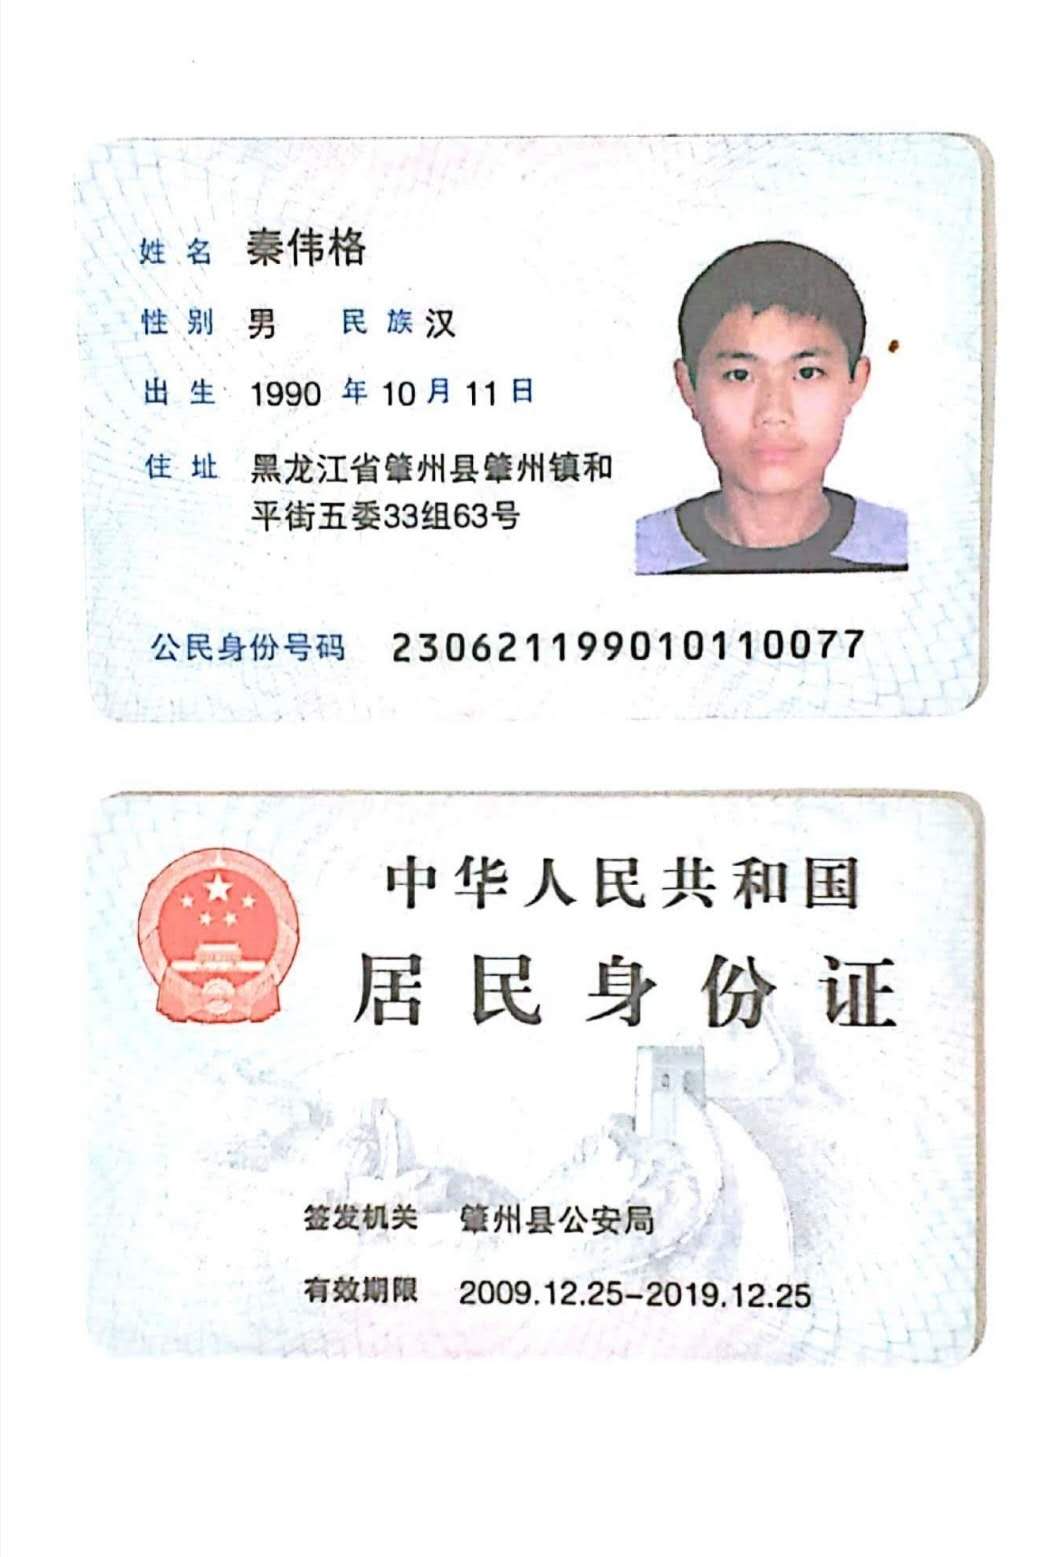 姓名 秦伟格
性别 男 民族 汉
出生 1990 年 10 月 11 日
住址 黑龙江省肇州县肇州镇和
平街五委33组63号
公民身份号码 230621199010110077
中华人民共和国
居民身份证
签发机关 肇州县公安局
有效期限 2009.12.25-2019.12.25